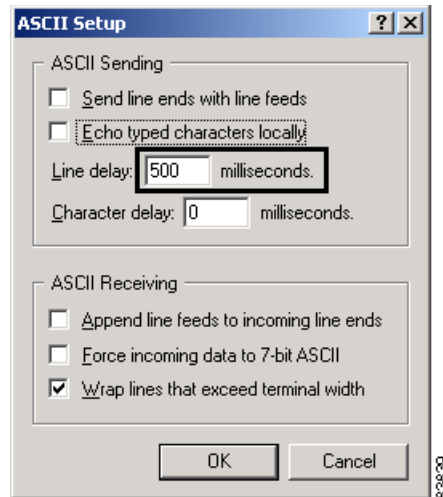 ASCII Setup
ASCII Sending
Send line ends with line feeds
Echo typed characters locally
Line delay: 500 milliseconds.
Character delay: 0 milliseconds.
ASCII Receiving
Append line feeds to incoming line ends
Force incoming data to 7-bit ASCII
Wrap lines that exceed terminal width
OK Cancel
83839